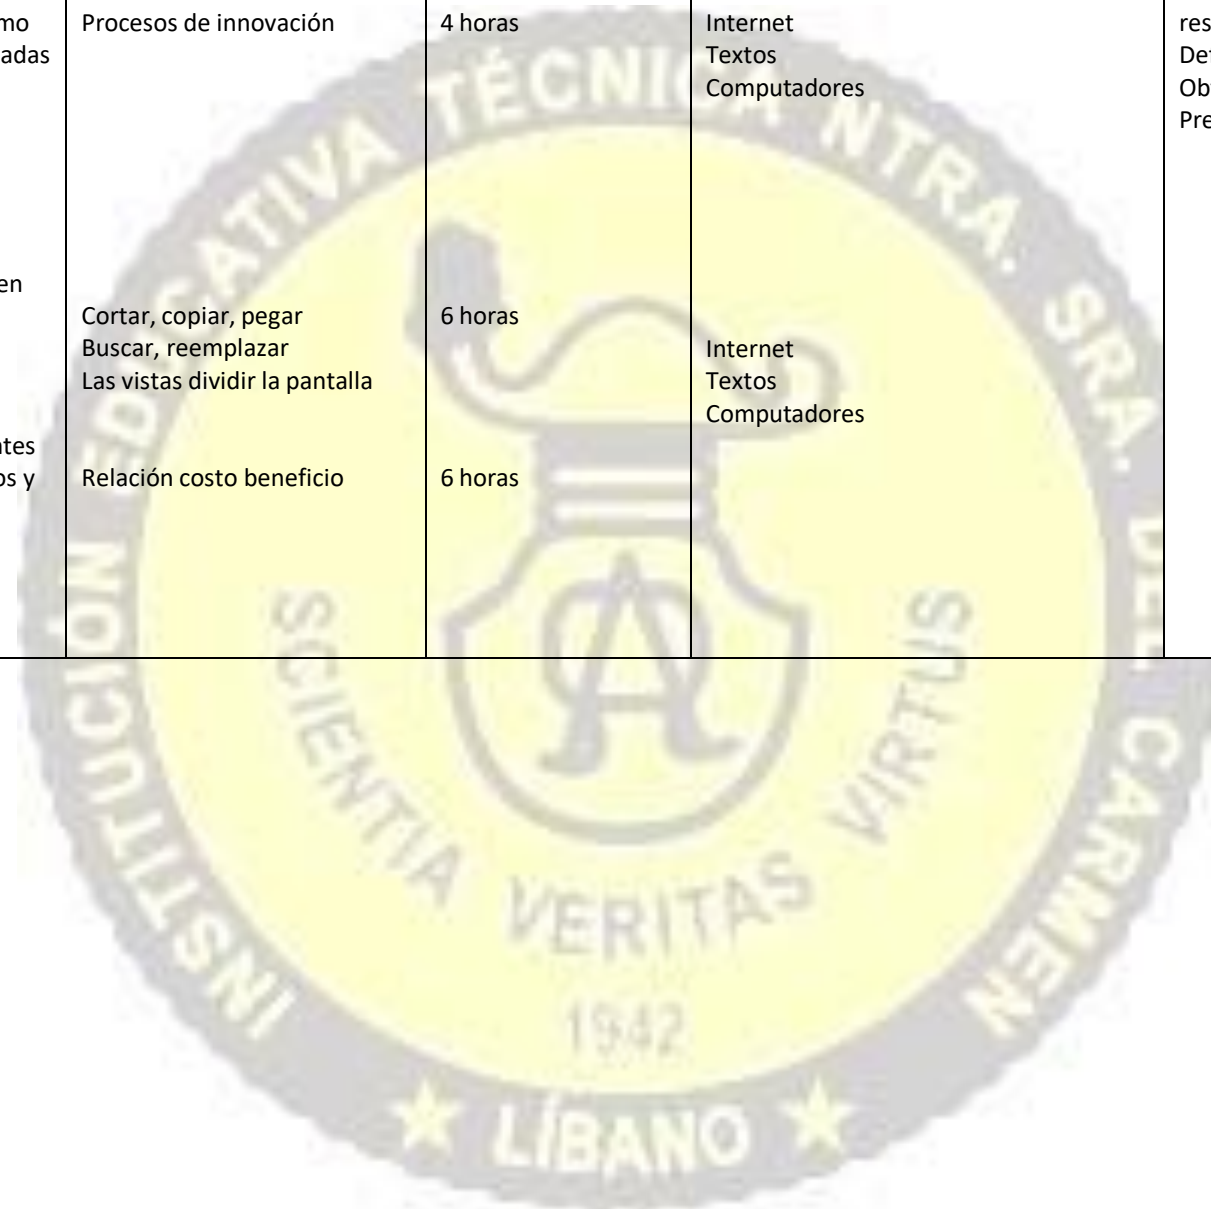 Procesos de innovación
4 horas
Internet
Textos
Computadores
en
Cortar, copiar, pegar
Buscar, reemplazar
Las vistas dividir la pantalla
6 horas
Internet
Textos
Computadores
os y
Relación costo beneficio
6 horas
INSTITUCIÓN EDUCATIVA TÉCNICA NTRA. SRA. DEL CARMEN
SCIENTIA VERITAS VIRTUS
1942
LÍBANO